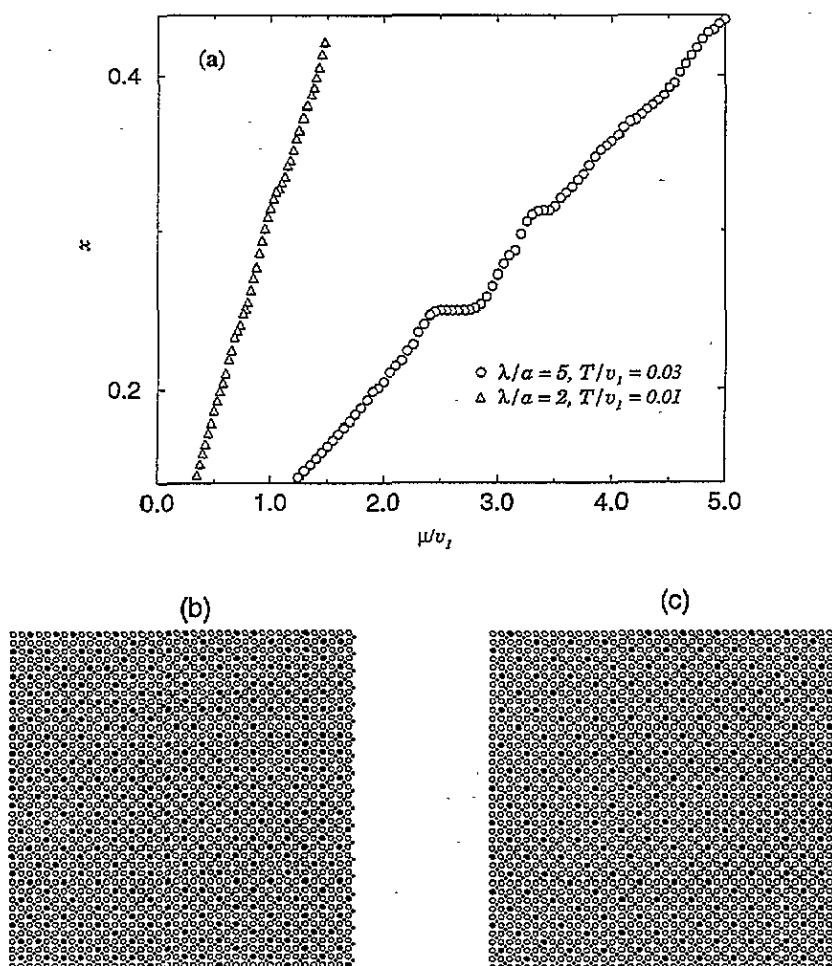 (a)
0.4
x
0.2
○ λ/a = 5, T/v₁ = 0.03
△ λ/a = 2, T/v₁ = 0.01
0.0 1.0 2.0 3.0 4.0 5.0
μ/v₁
(b) (c)